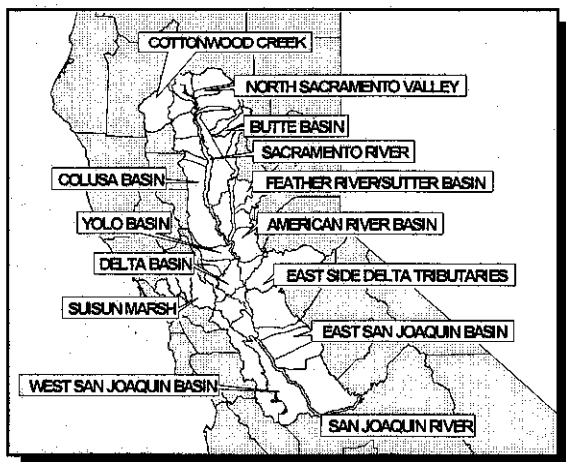 COTTONWOOD CREEK
NORTH SACRAMENTO VALLEY
BUTTE BASIN
SACRAMENTO RIVER
COLUSA BASIN
FEATHER RIVER/SUTTER BASIN
YOLO BASIN
AMERICAN RIVER BASIN
DELTA BASIN
EAST SIDE DELTA TRIBUTARIES
SUISUN MARSH
EAST SAN JOAQUIN BASIN
WEST SAN JOAQUIN BASIN
SAN JOAQUIN RIVER